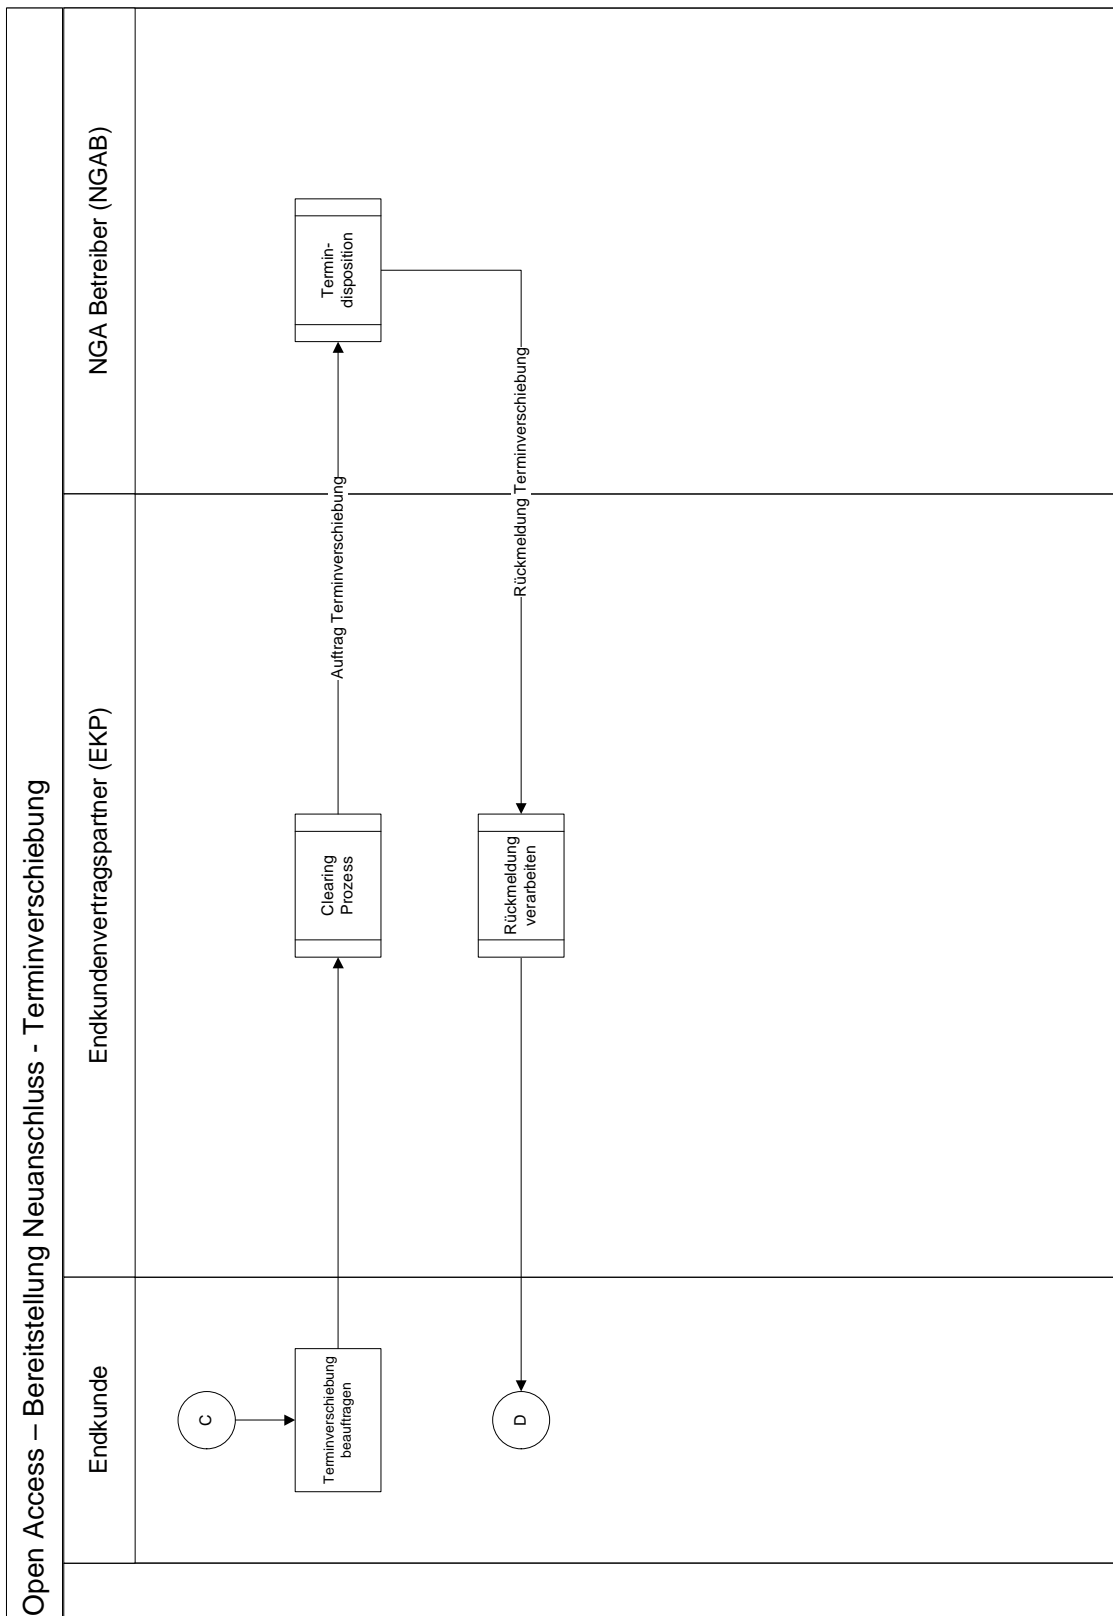 Open Access – Bereitstellung Neuanschluss - Terminverschiebung
Endkunde
Endkundenvertragspartner (EKP)
NGA Betreiber (NGAB)
C
Terminverschiebung
beauftragen
Clearing
Prozess
Auftrag Terminverschiebung
Termin-
disposition
Rückmeldung Terminverschiebung
Rückmeldung
verarbeiten
D